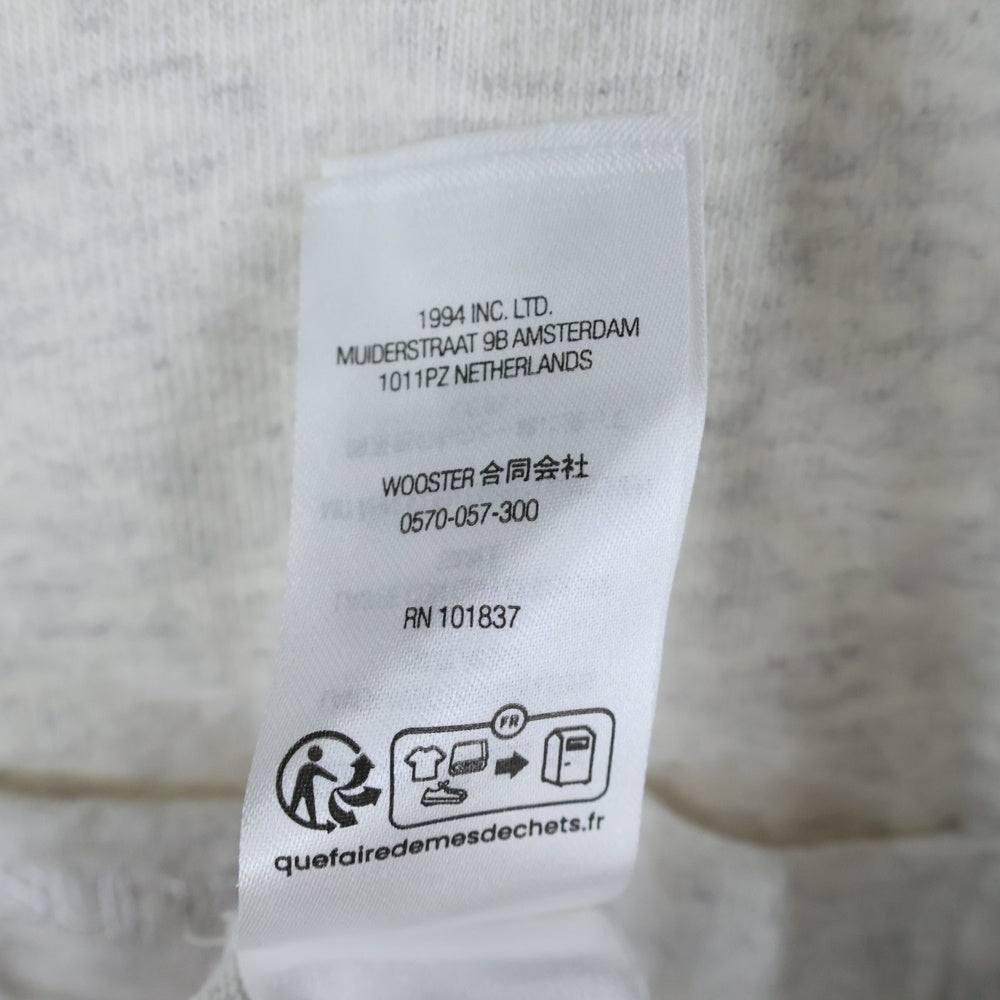 1994 INC. LTD.
MUIDERSTRAAT 9B AMSTERDAM
1011PZ NETHERLANDS
WOOSTER 合同会社
0570-057-300
RN 101837
FR
quefairedemesdechets.fr